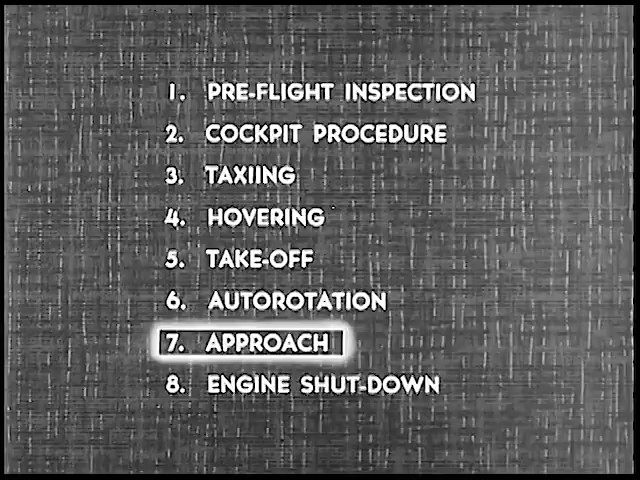 1. PRE-FLIGHT INSPECTION
2. COCKPIT PROCEDURE
3. TAXIING
4. HOVERING
5. TAKE-OFF
6. AUTOROTATION
7. APPROACH
8. ENGINE SHUT-DOWN